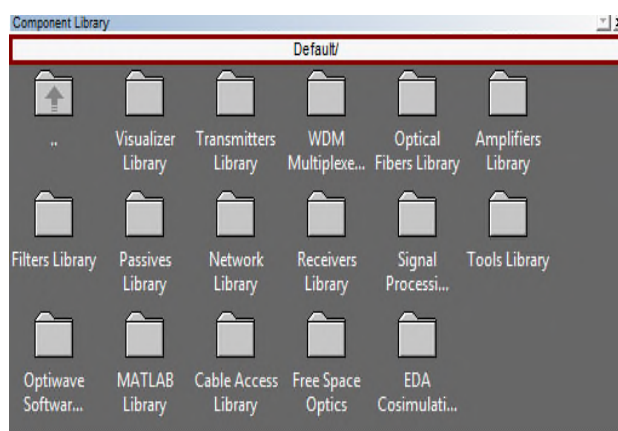 Component Library
Default/
..
Visualizer
Library
Transmitters
Library
WDM
Multiplexe...
Optical
Fibers Library
Amplifiers
Library
Filters Library
Passives
Library
Network
Library
Receivers
Library
Signal
Processi...
Tools Library
Optiwave
Softwar...
MATLAB
Library
Cable Access
Library
Free Space
Optics
EDA
Cosimulati...